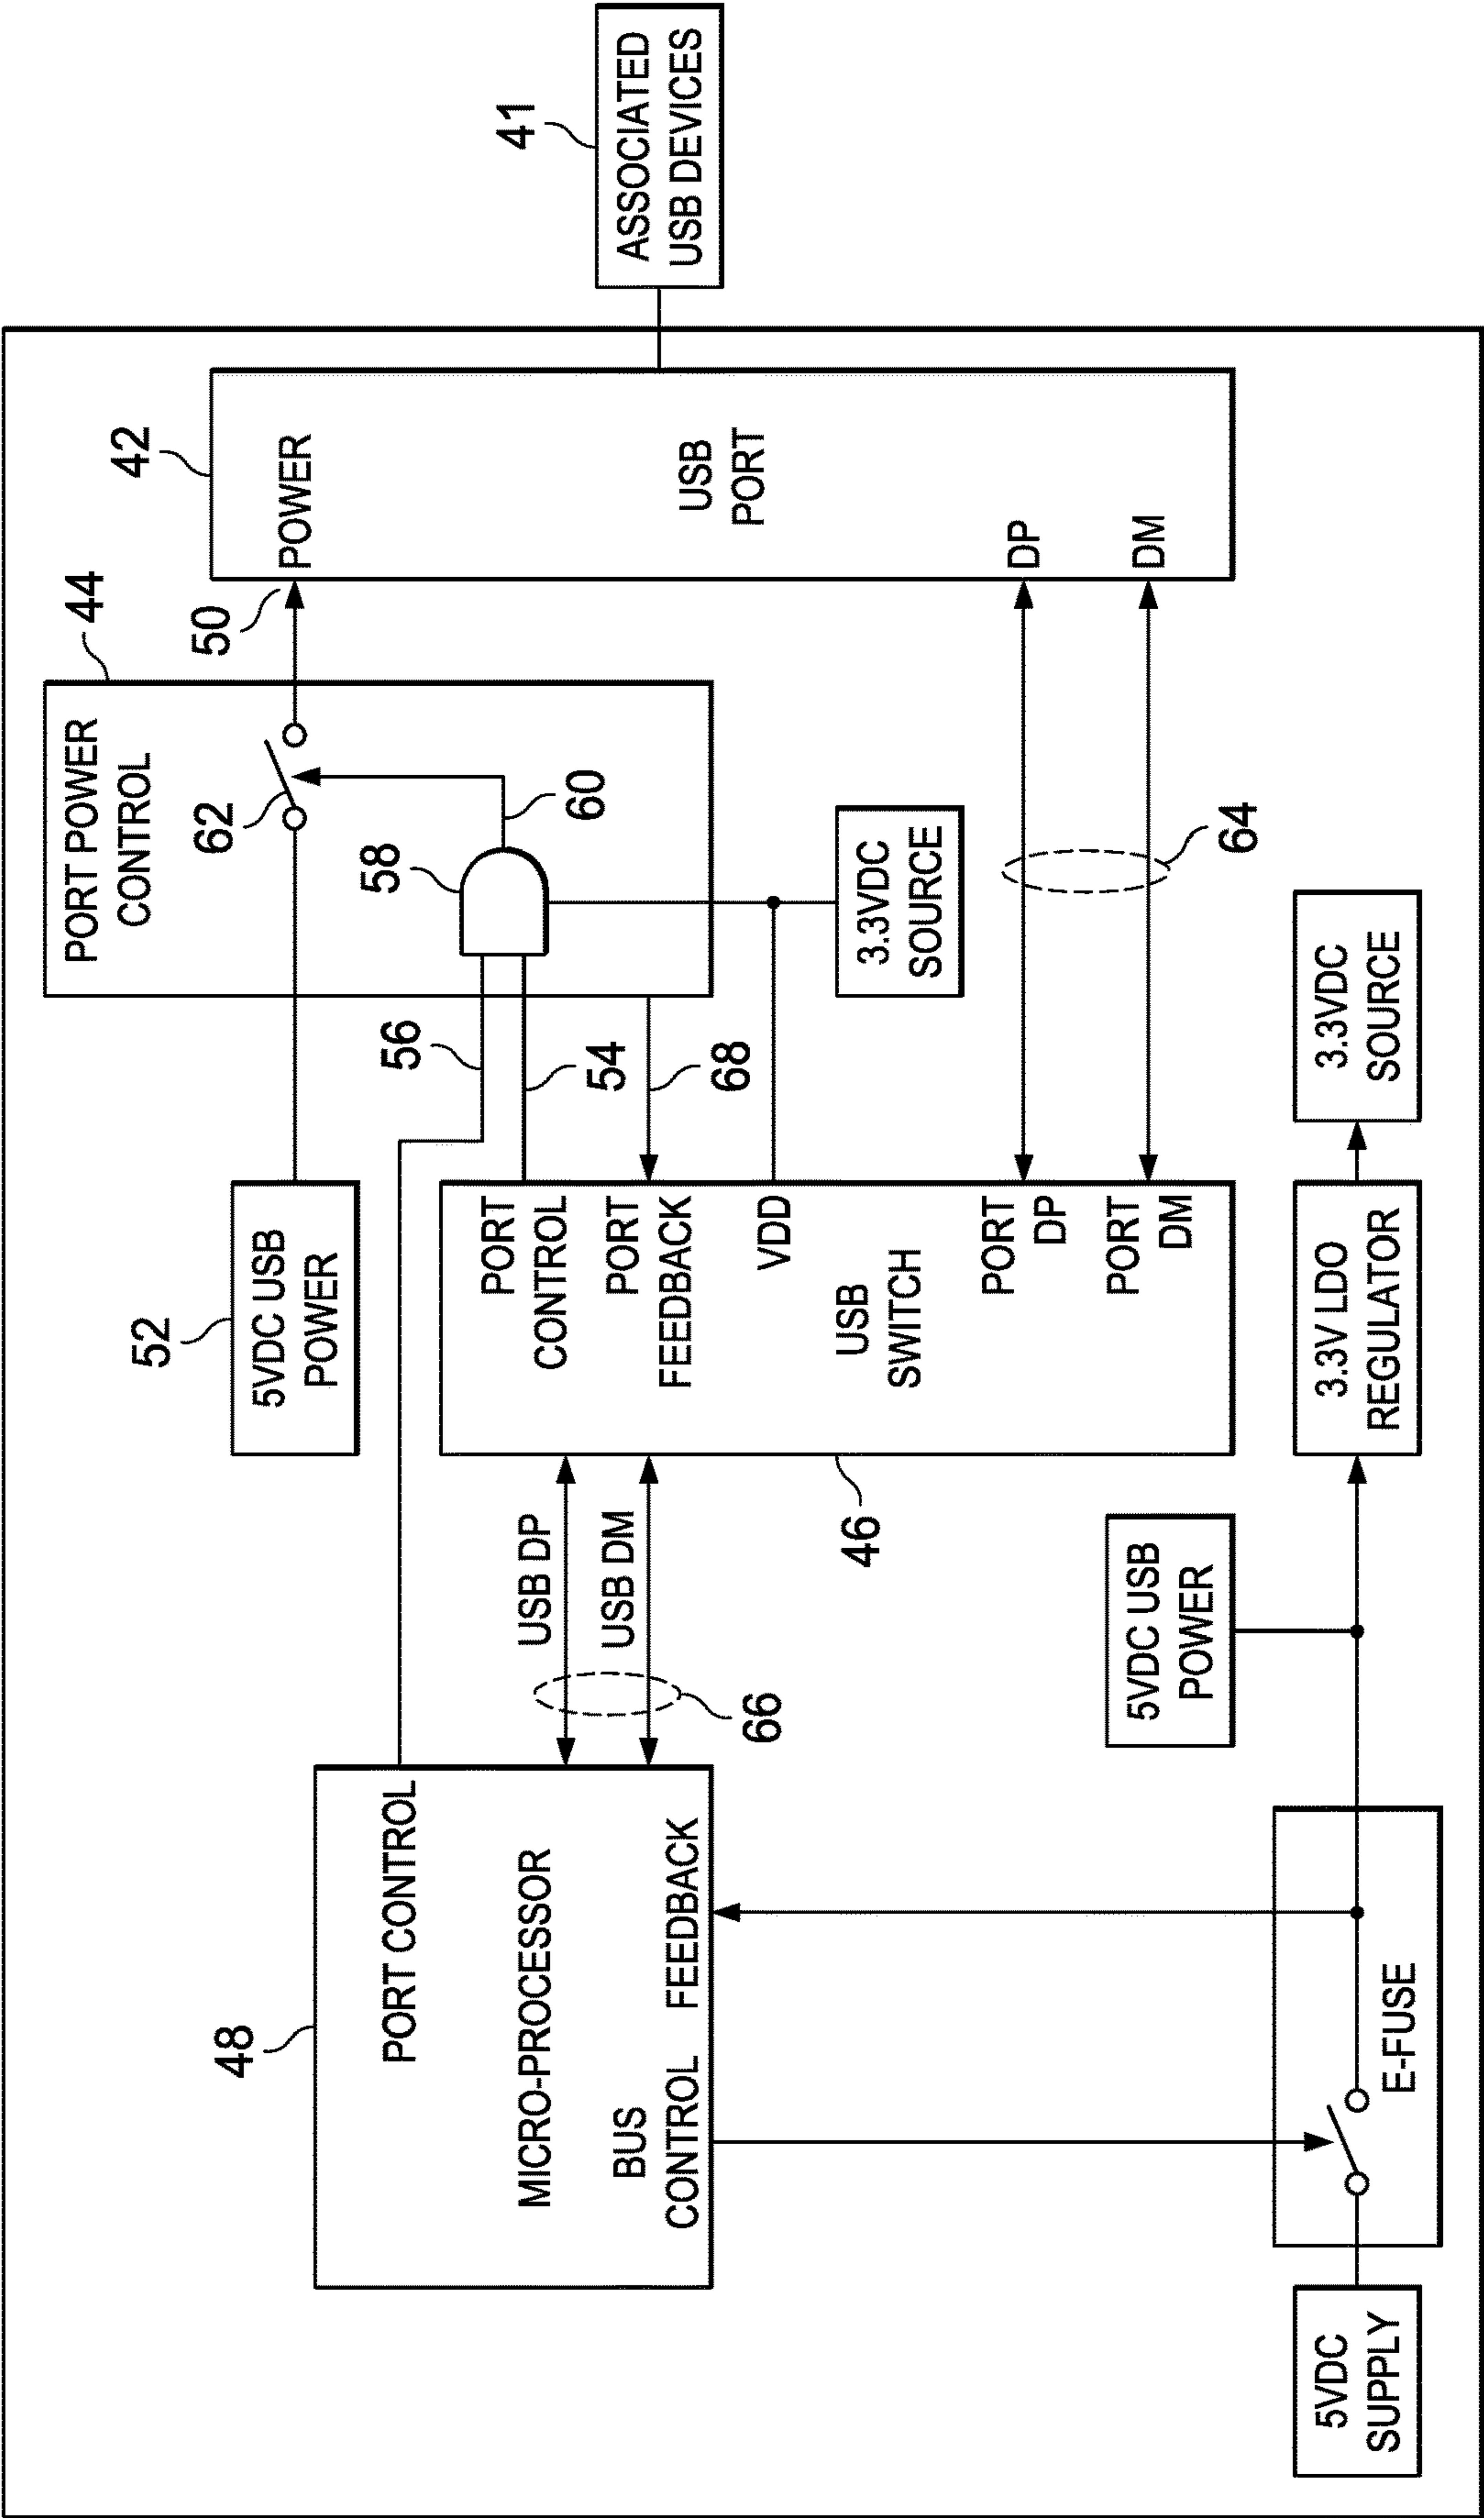 48
PORT CONTROL
MICRO-PROCESSOR
BUS
CONTROL
FEEDBACK
52
5VDC USB
POWER
USB DP
USB DM
66
56
54
68
PORT
CONTROL
PORT
FEEDBACK
VDD
USB
SWITCH
PORT
DP
PORT
DM
46
44
PORT POWER
CONTROL
62
58
60
3.3VDC
SOURCE
50
42
POWER
USB
PORT
DP
DM
64
41
ASSOCIATED
USB DEVICES
5VDC
SUPPLY
E-FUSE
5VDC USB
POWER
3.3V LDO
REGULATOR
3.3VDC
SOURCE